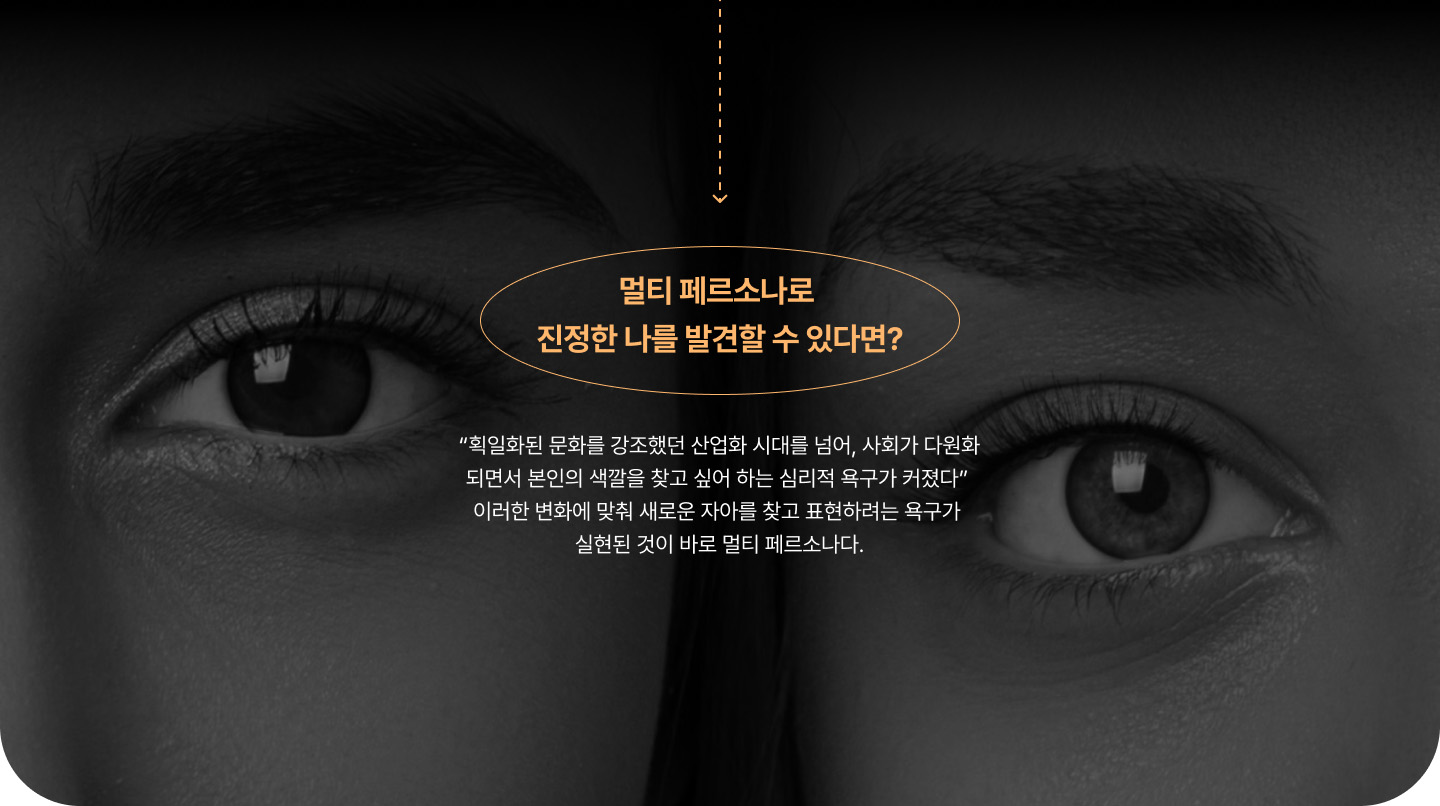 멀티 페르소나로
진정한 나를 발견할 수 있다면?
“획일화된 문화를 강조했던 산업화 시대를 넘어, 사회가 다원화
되면서 본인의 색깔을 찾고 싶어 하는 심리적 욕구가 커졌다”
이러한 변화에 맞춰 새로운 자아를 찾고 표현하려는 욕구가
실현된 것이 바로 멀티 페르소나다.